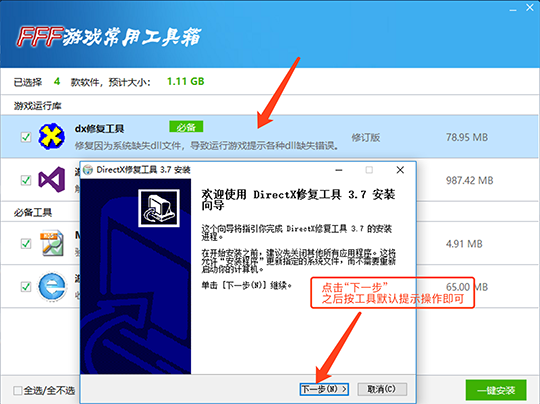 FFF游戏常用工具箱
已选择 4 款软件，预计大小： 1.11 GB
游戏运行库
dx修复工具 必备
修复因为系统缺失dll文件，导致运行游戏提示各种dll缺失错误。 修订版 78.95 MB
987.42 MB
必备工具
4.91 MB
65.00 MB
DirectX修复工具 3.7 安装
欢迎使用 DirectX修复工具 3.7 安装
向导
这个向导将指引你完成 DirectX修复工具 3.7 的安装
进程。
在开始安装之前，建议先关闭其他所有应用程序。这将
允许“安装程序”更新指定的系统文件，而不需要重新
启动你的计算机。
单击 [下一步(N)] 继续。
点击“下一步”
之后按工具默认提示操作即可
下一步(N) > 取消(C)
全选/全不选 一键安装